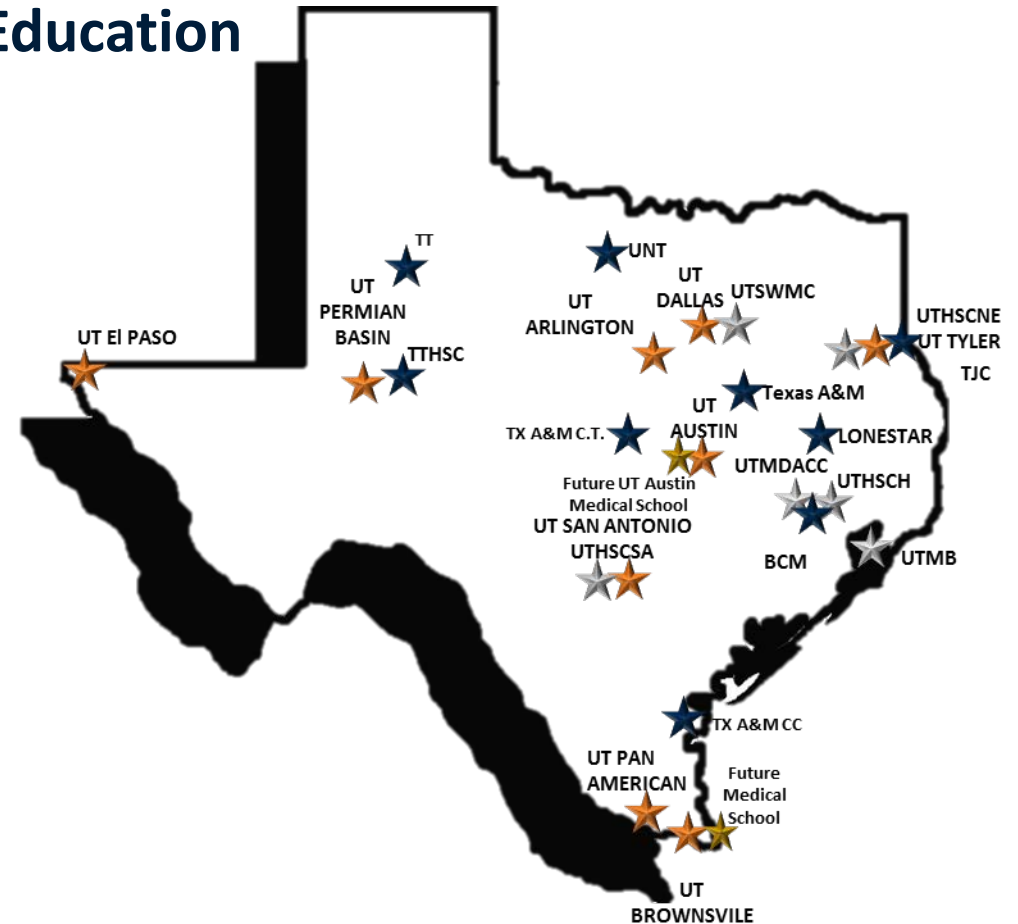 Education
TT
UNT
UT
PERMIAN
BASIN
UT
DALLAS
UTSWMC
UT
ARLINGTON
UTHSCNE
UT TYLER
TJC
UT El PASO
TTHSC
Texas A&M
UT
AUSTIN
TX A&M C.T.
LONESTAR
UTMDACC
UTHSCH
Future UT Austin
Medical School
UT SAN ANTONIO
UTHSCSA
BCM
UTMB
TX A&M CC
UT PAN
AMERICAN
Future
Medical
School
UT
BROWNSVILE